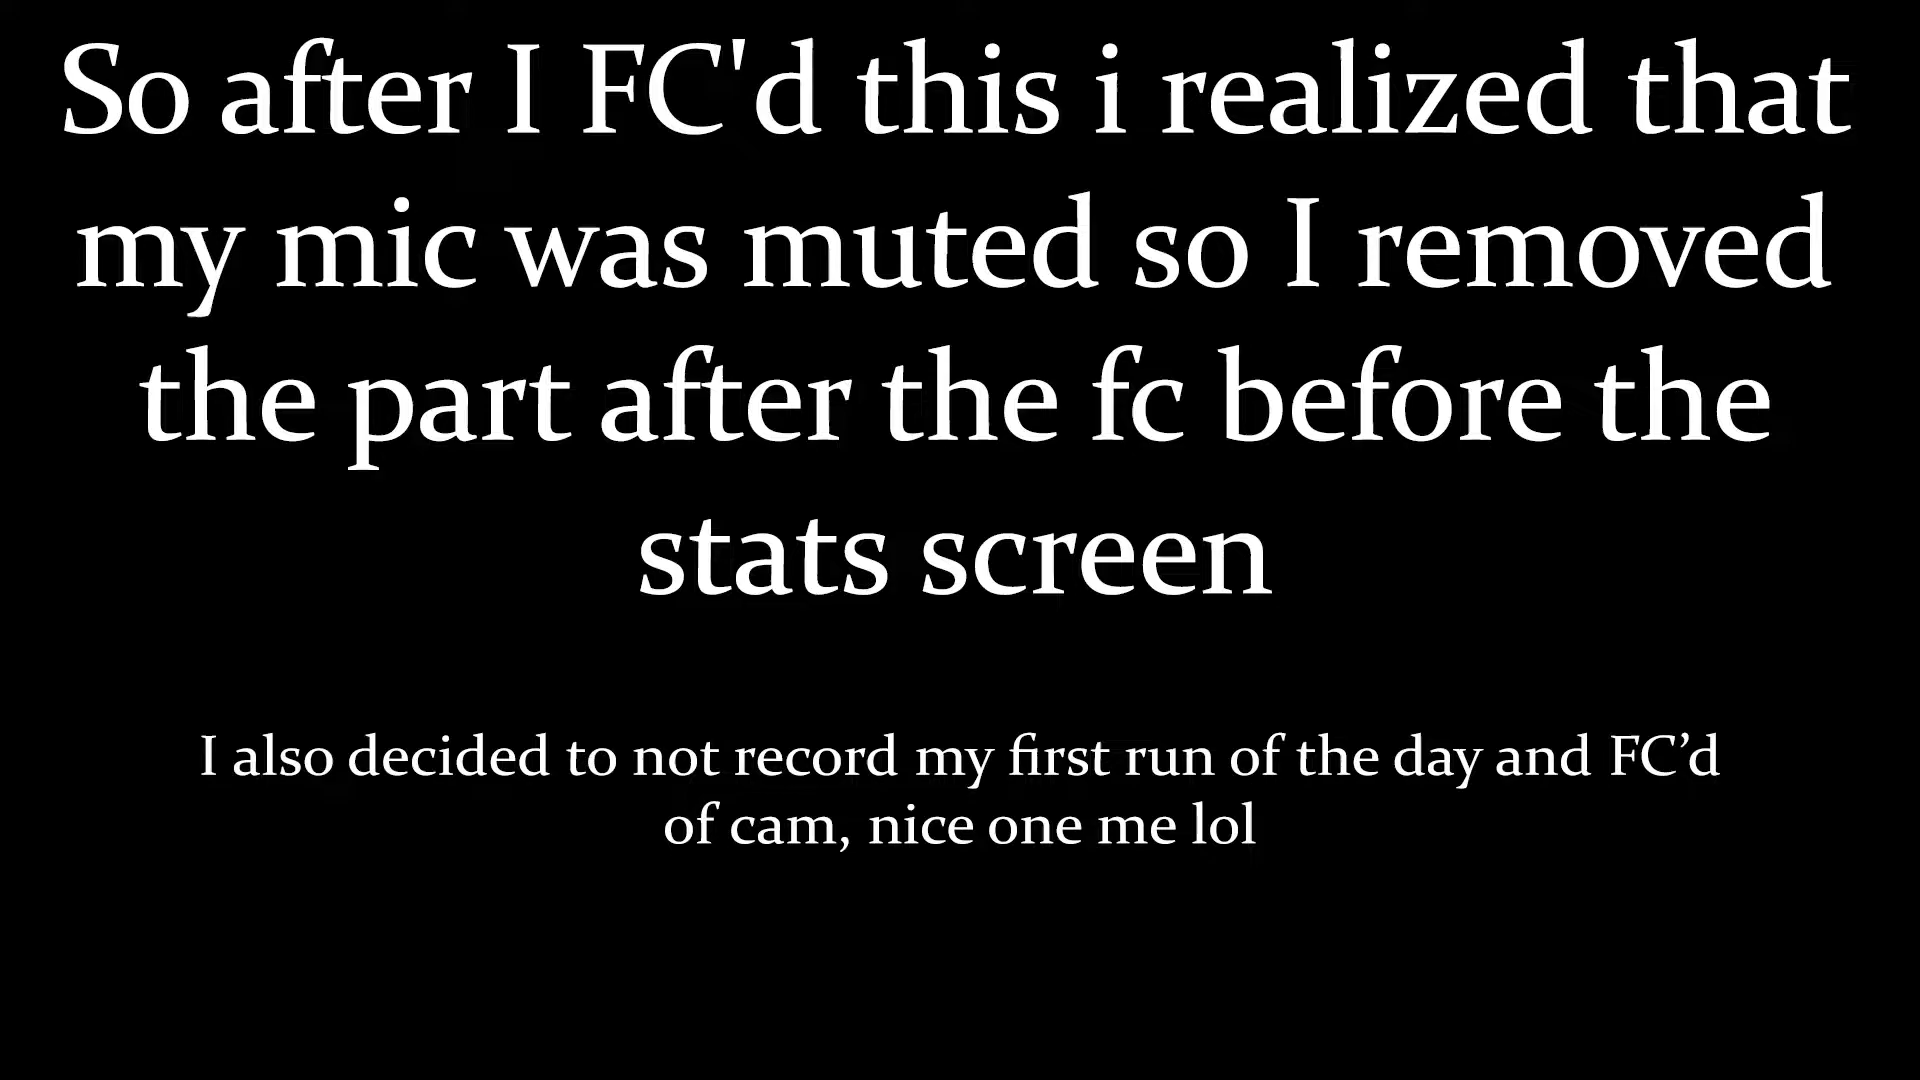 So after I FC'd this i realized that
my mic was muted so I removed
the part after the fc before the
stats screen
I also decided to not record my first run of the day and FC’d
of cam, nice one me lol